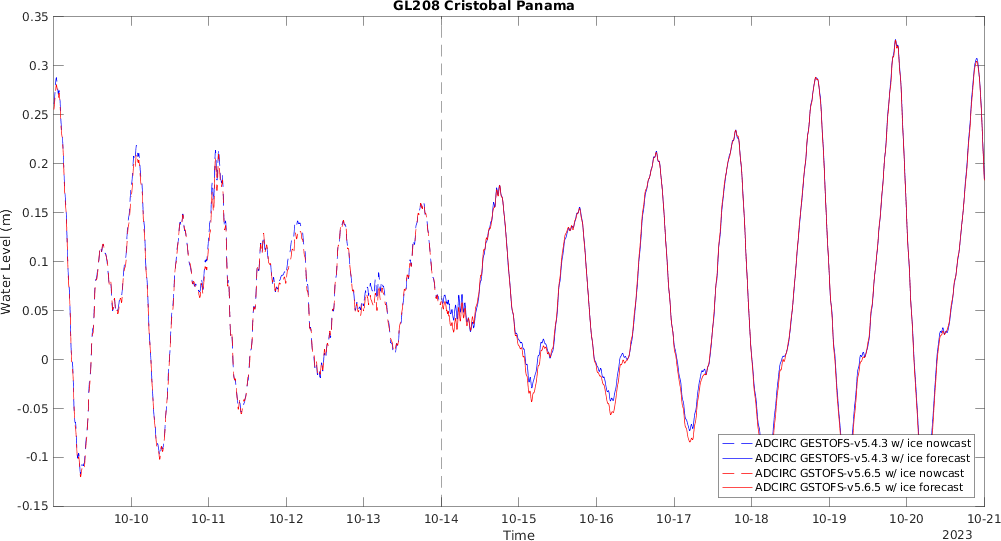 GL208 Cristobal Panama
0.35
0.3
0.25
0.2
0.15
0.1
0.05
0
-0.05
-0.1
-0.15
Water Level (m)
ADCIRC GESTOFS-v5.4.3 w/ ice nowcast
ADCIRC GESTOFS-v5.4.3 w/ ice forecast
ADCIRC GSTOFS-v5.6.5 w/ ice nowcast
ADCIRC GSTOFS-v5.6.5 w/ ice forecast
10-10 10-11 10-12 10-13 10-14 10-15 10-16 10-17 10-18 10-19 10-20 10-21
Time
2023